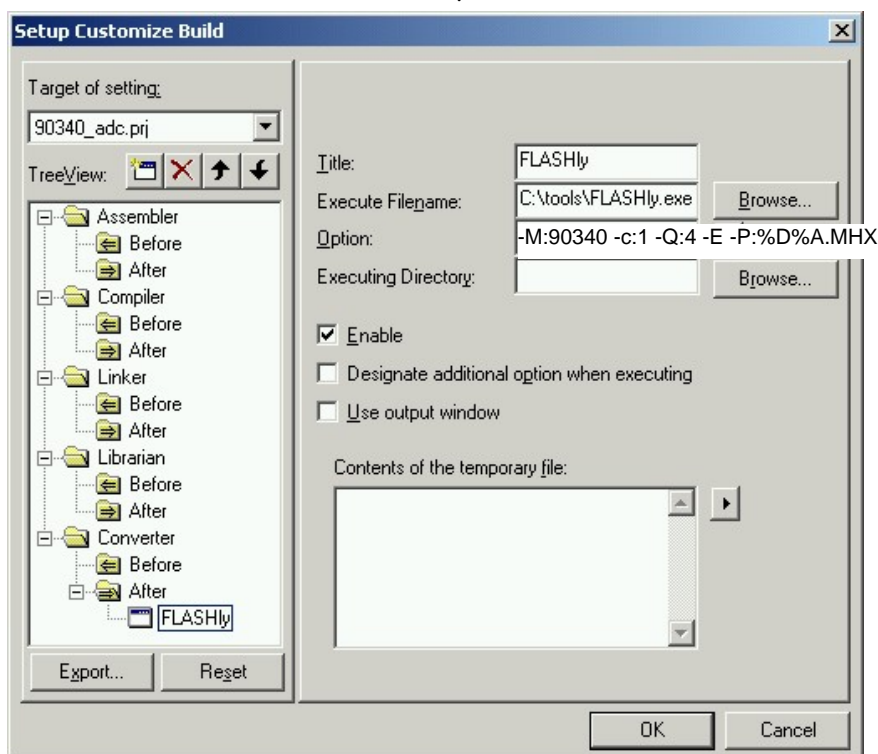 Setup Customize Build
Target of setting:
90340_adc.prj
TreeView:
Assembler
Before
After
Compiler
Before
After
Linker
Before
After
Librarian
Before
After
Converter
Before
After
FLASHly
Export...
Reset
Title:
FLASHly
Execute Filename:
C:\tools\FLASHly.exe
Browse...
Option:
-M:90340 -c:1 -Q:4 -E -P:%D%A.MHX
Executing Directory:
Browse...
Enable
Designate additional option when executing
Use output window
Contents of the temporary file:
OK
Cancel